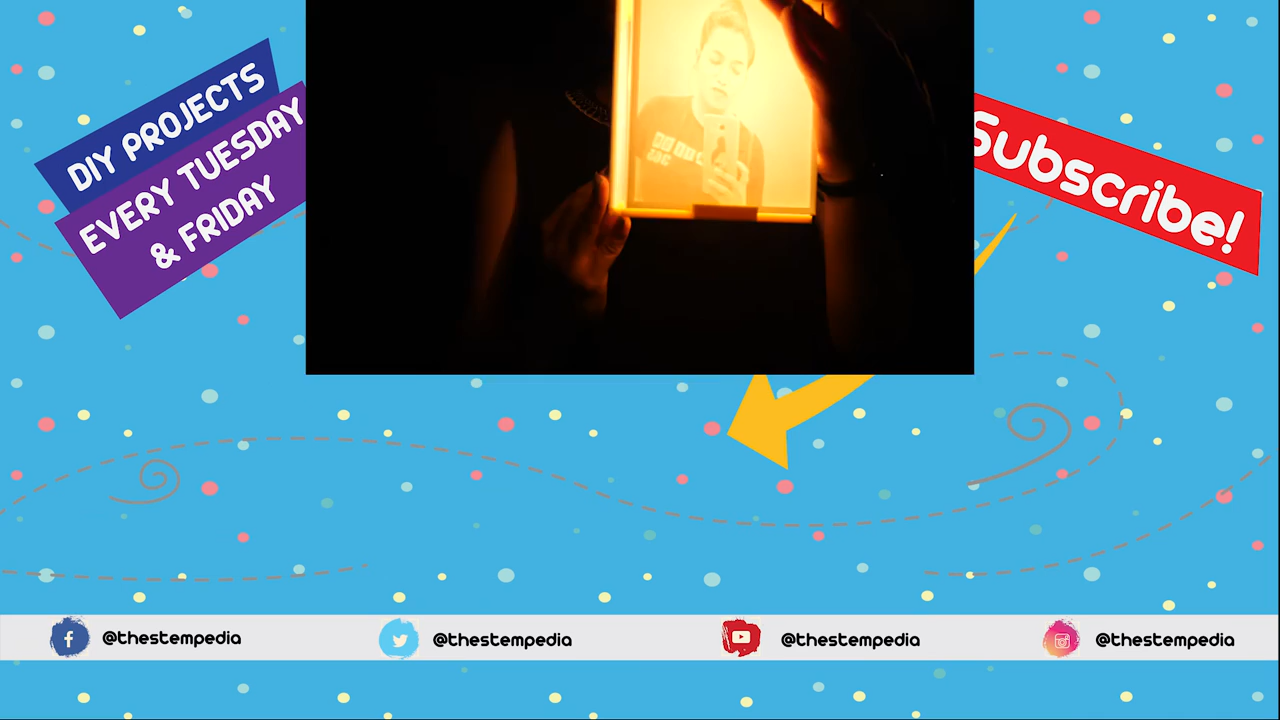 DIY PROJECTS
EVERY TUESDAY
& FRIDAY
Subscribe!
@thestempedia
@thestempedia
@thestempedia
@thestempedia